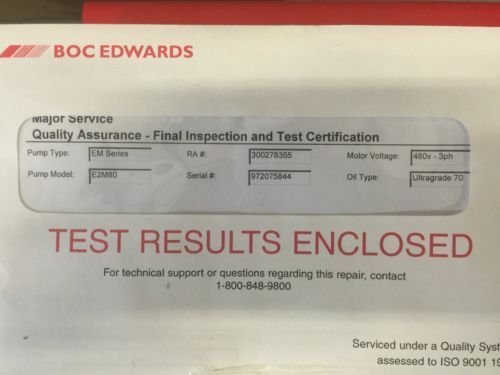 BOC EDWARDS
Major Service
Quality Assurance - Final Inspection and Test Certification
Pump Type: EM Series RA #: 300278355 Motor Voltage: 480v - 3ph
Pump Model: E2M80 Serial #: 972075844 Oil Type: Ultragrade 70
TEST RESULTS ENCLOSED
For technical support or questions regarding this repair, contact
1-800-848-9800
Serviced under a Quality Syst
assessed to ISO 9001 19